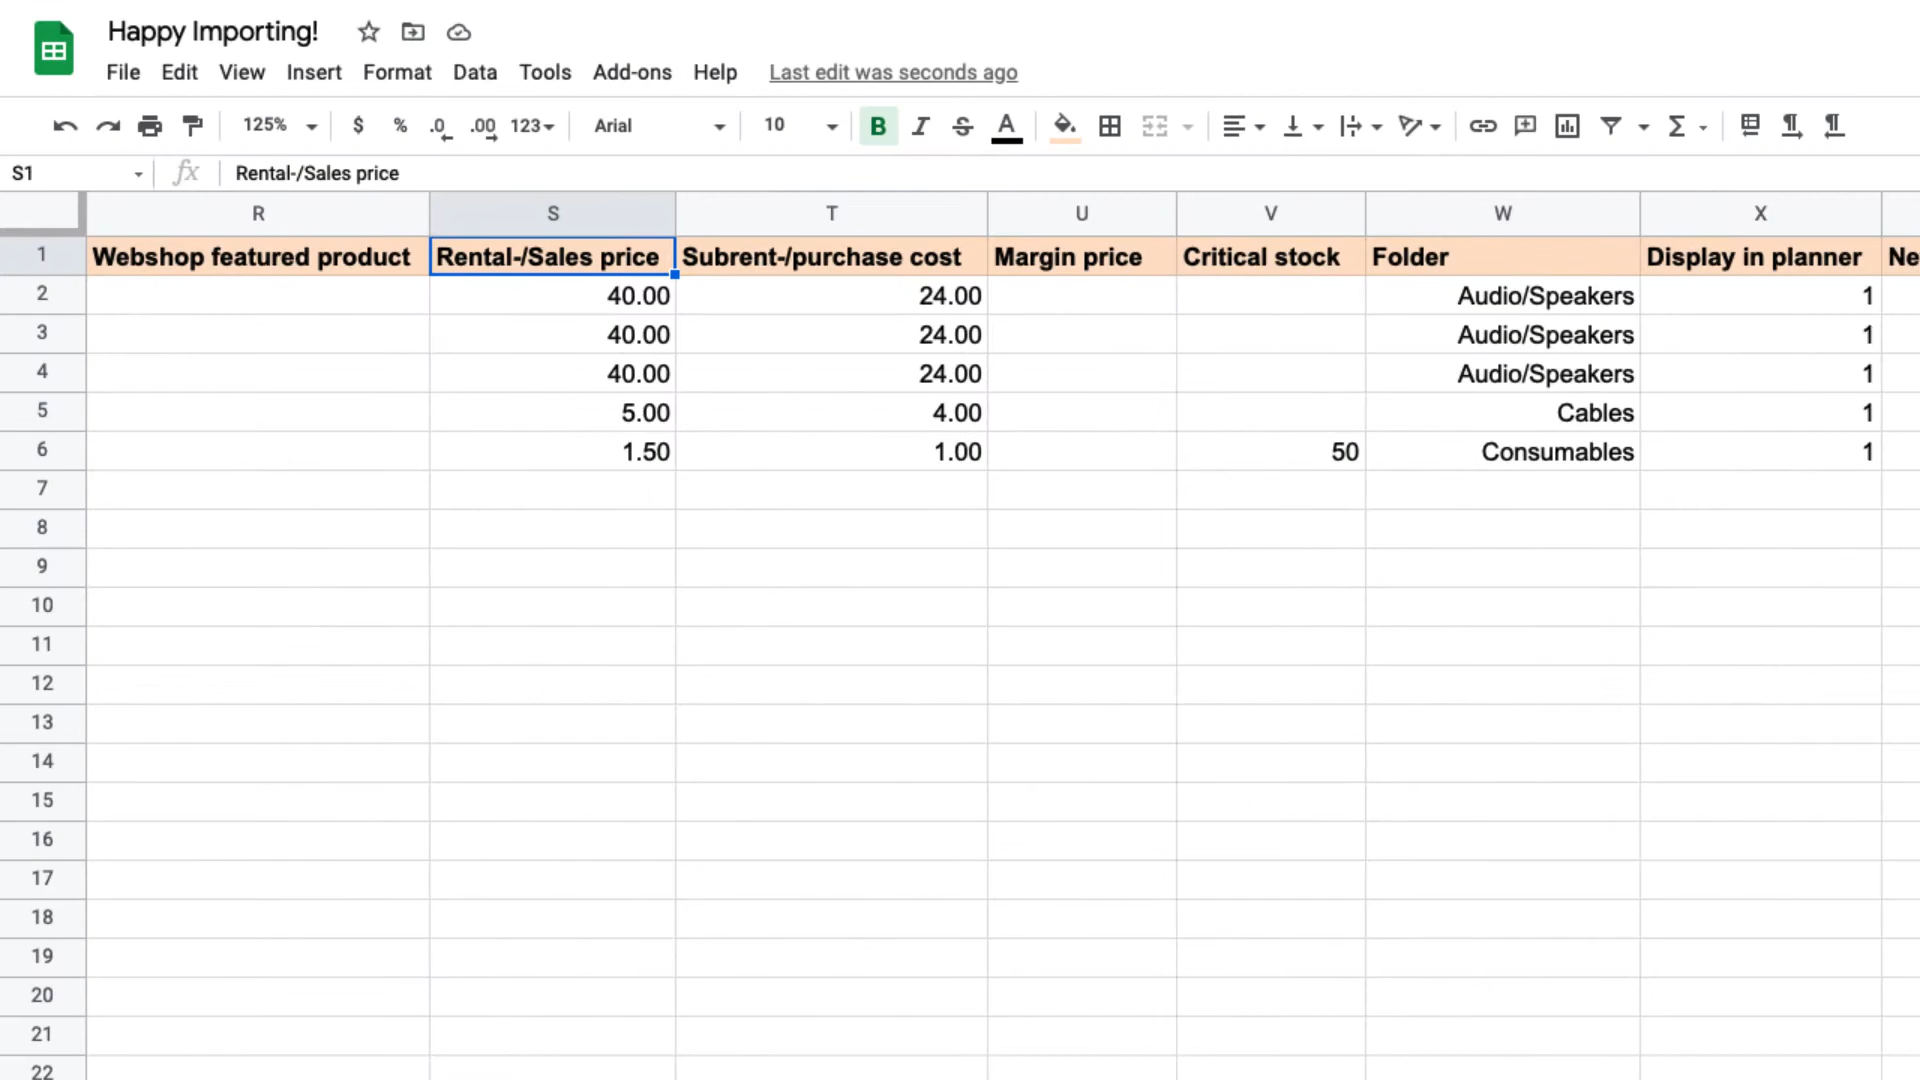 Happy Importing!
File Edit View Insert Format Data Tools Add-ons Help Last edit was seconds ago
125% $ % .0 .00 123 Arial 10 B I S A Σ
S1 fx Rental-/Sales price
R S T U V W X
1 Webshop featured product Rental-/Sales price Subrent-/purchase cost Margin price Critical stock Folder Display in planner Ne
2 40.00 24.00 Audio/Speakers 1
3 40.00 24.00 Audio/Speakers 1
4 40.00 24.00 Audio/Speakers 1
5 5.00 4.00 Cables 1
6 1.50 1.00 50 Consumables 1
7
8
9
10
11
12
13
14
15
16
17
18
19
20
21
22